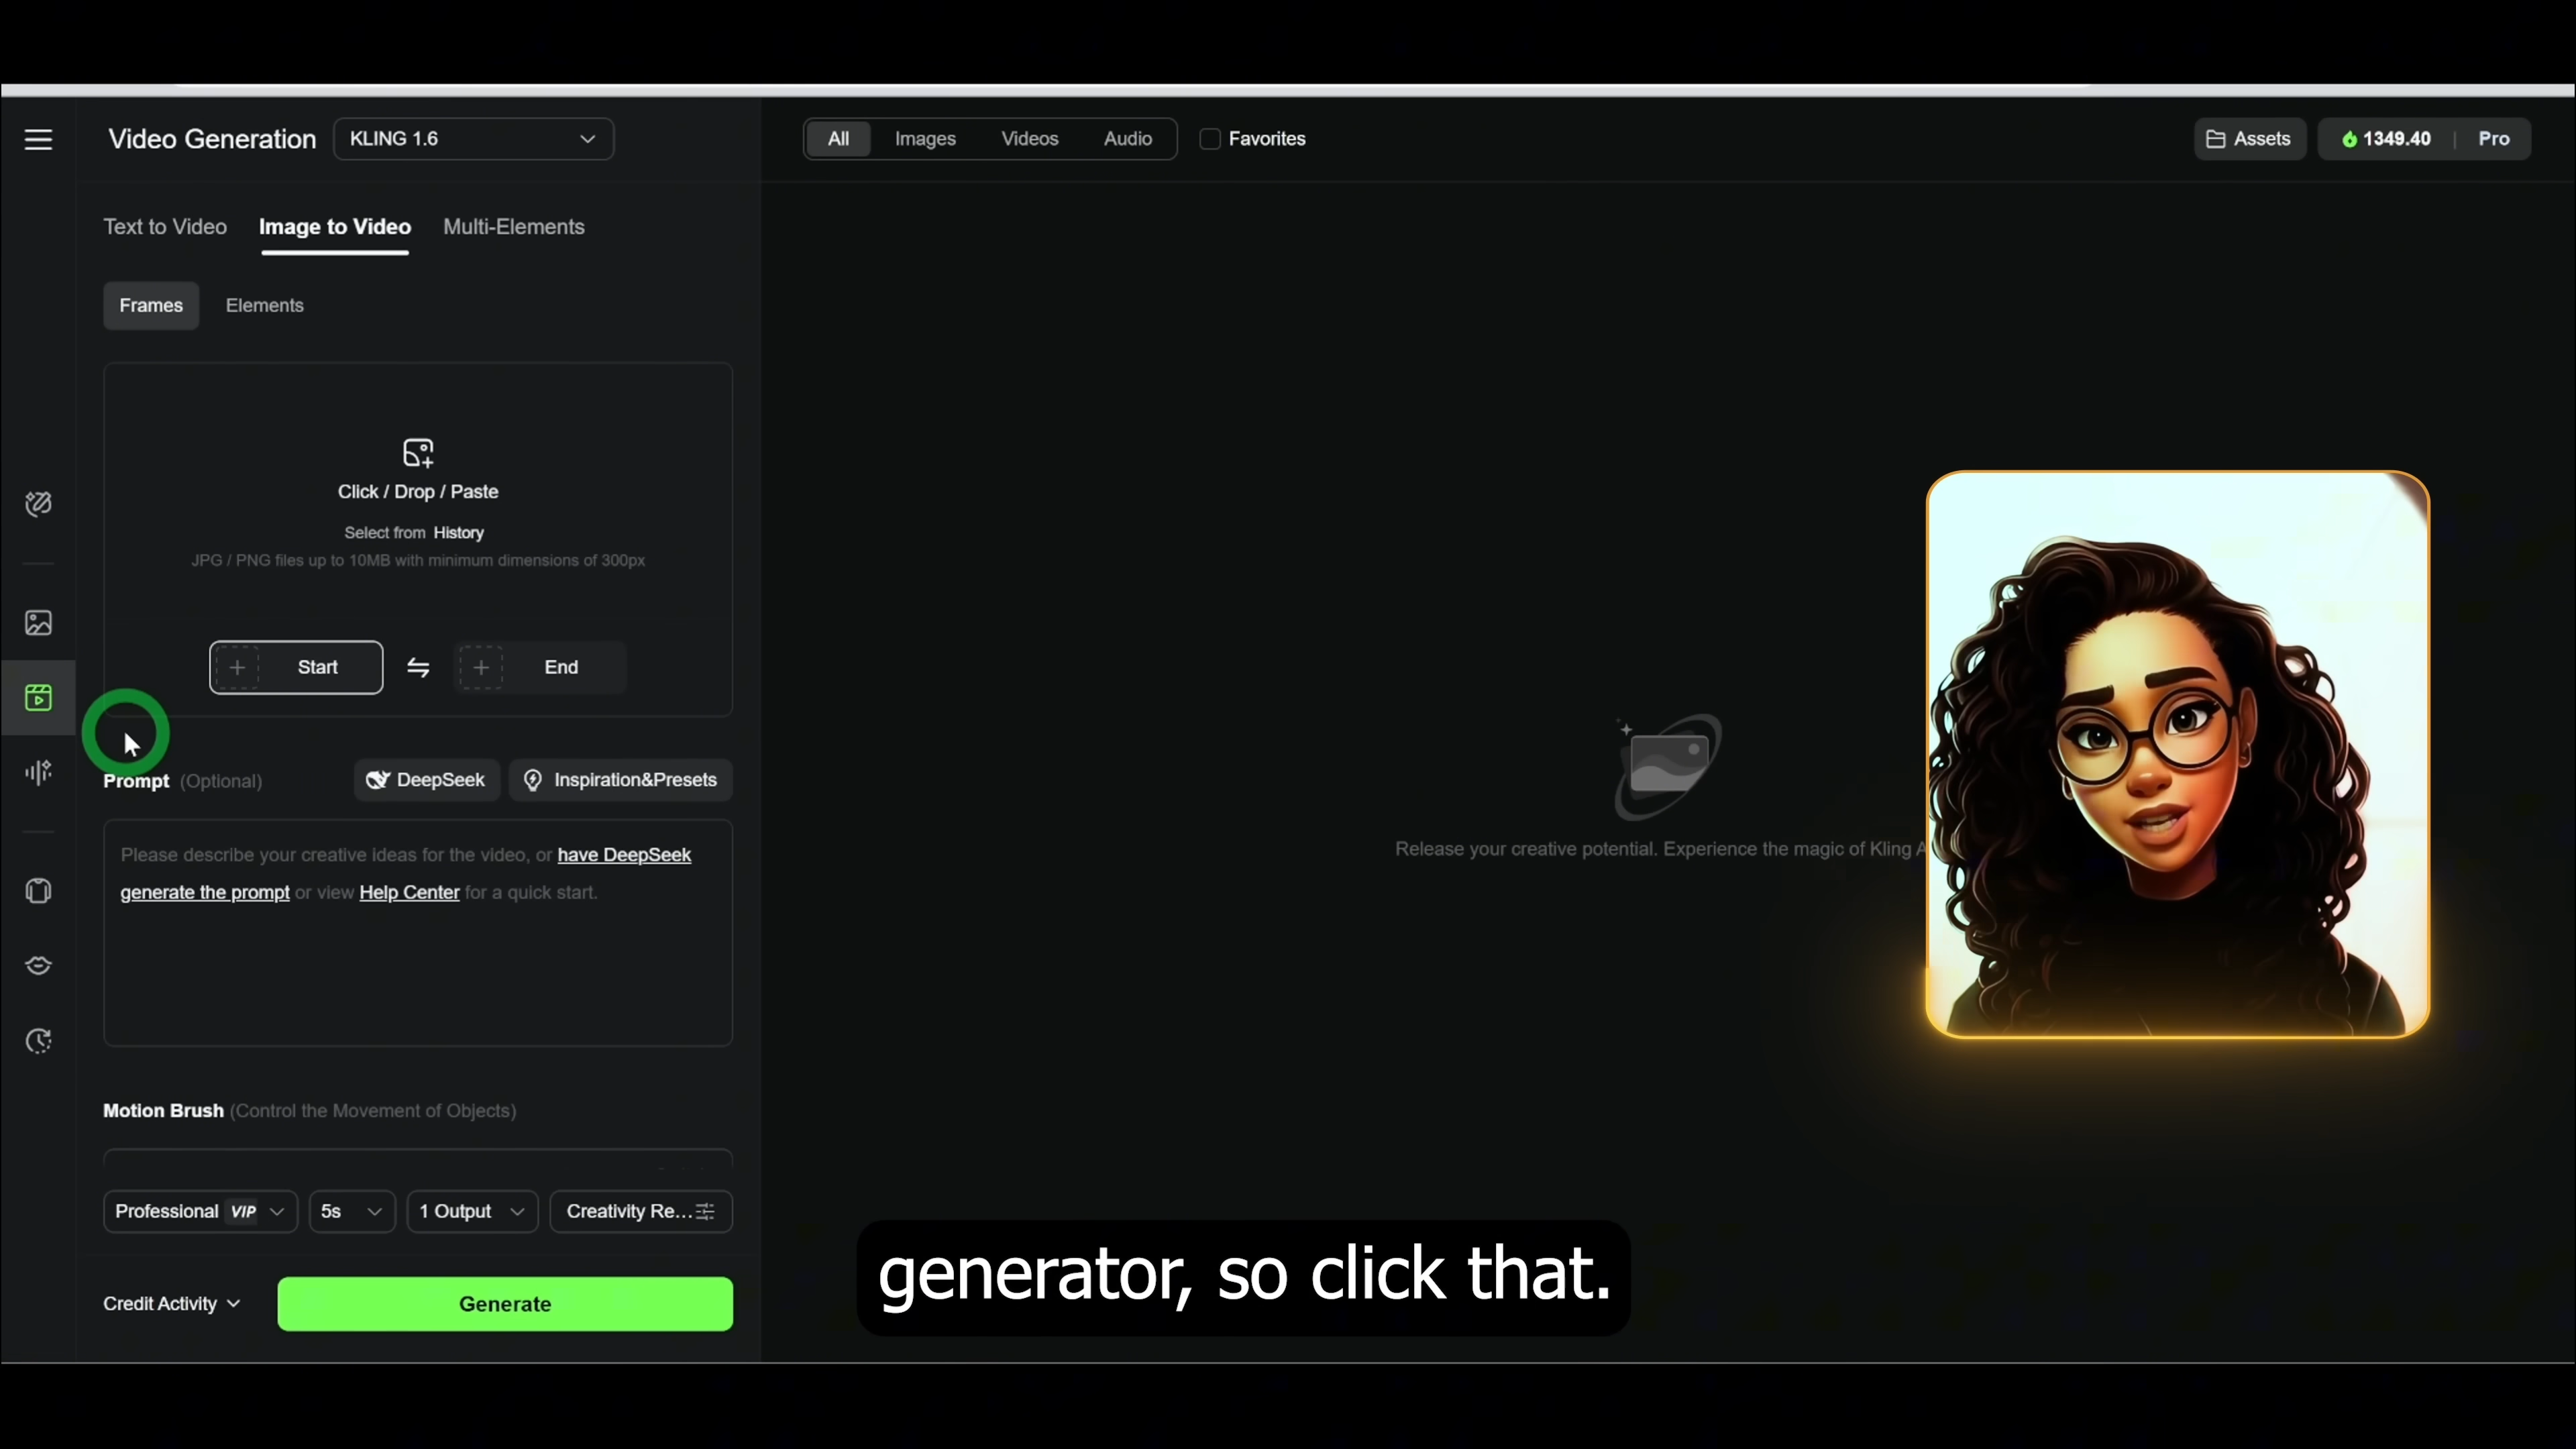 Video Generation
KLING 1.6
All
Images
Videos
Audio
Favorites
Assets
1349.40
Pro
Text to Video
Image to Video
Multi-Elements
Frames
Elements
Click / Drop / Paste
Select from History
JPG / PNG files up to 10MB with minimum dimensions of 300px
Start
End
Prompt (Optional)
DeepSeek
Inspiration&Presets
Please describe your creative ideas for the video, or have DeepSeek
generate the prompt or view Help Center for a quick start.
Release your creative potential. Experience the magic of Kling A
Motion Brush (Control the Movement of Objects)
Professional VIP
5s
1 Output
Creativity Re...
Credit Activity
Generate
generator, so click that.